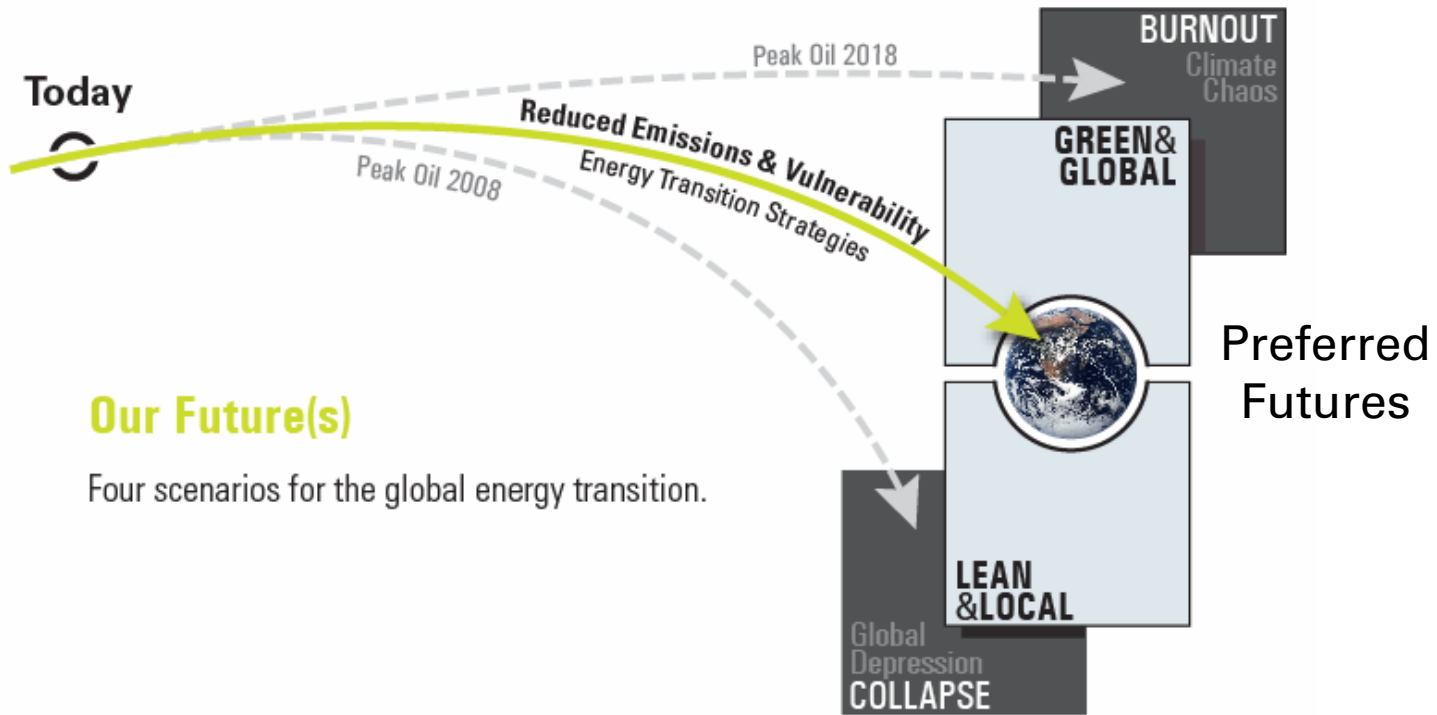 BURNOUT
Climate
Chaos
Peak Oil 2018
Today
Reduced Emissions & Vulnerability
Energy Transition Strategies
Peak Oil 2008
GREEN&
GLOBAL
Preferred
Futures
Our Future(s)
Four scenarios for the global energy transition.
LEAN
&LOCAL
Global
Depression
COLLAPSE